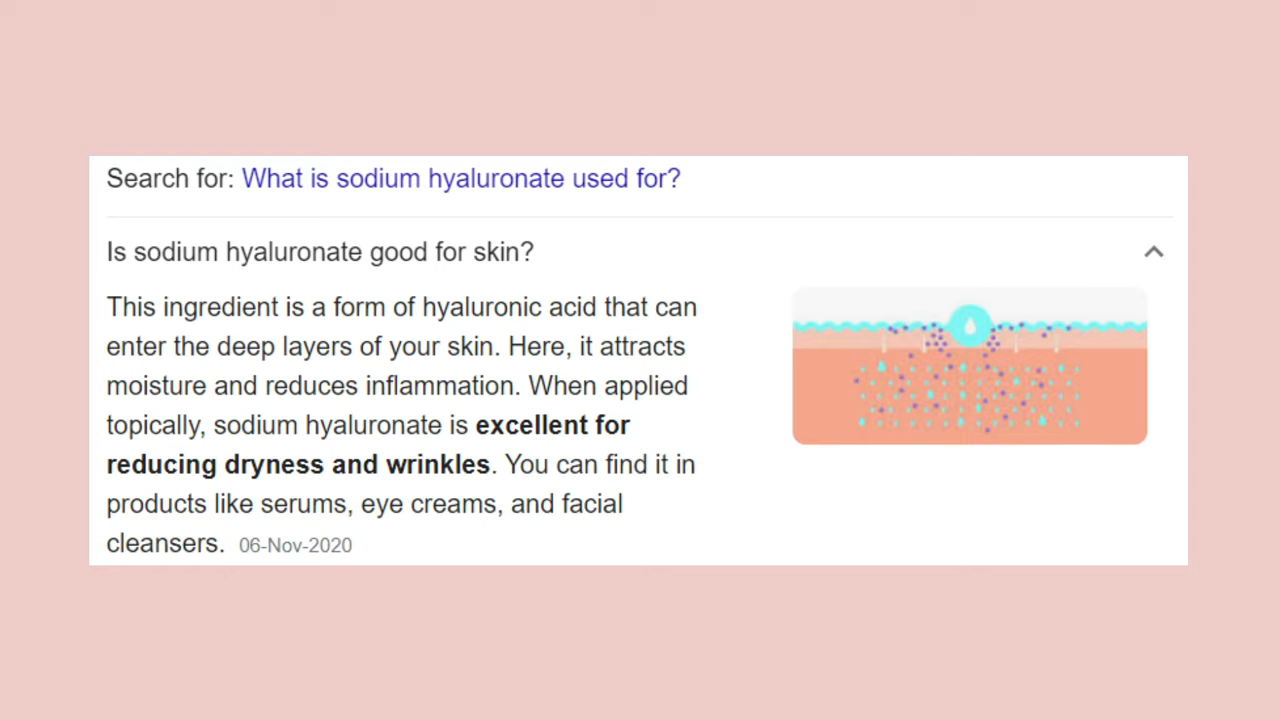 Search for: What is sodium hyaluronate used for?
Is sodium hyaluronate good for skin?
This ingredient is a form of hyaluronic acid that can
enter the deep layers of your skin. Here, it attracts
moisture and reduces inflammation. When applied
topically, sodium hyaluronate is excellent for
reducing dryness and wrinkles. You can find it in
products like serums, eye creams, and facial
cleansers. 06-Nov-2020